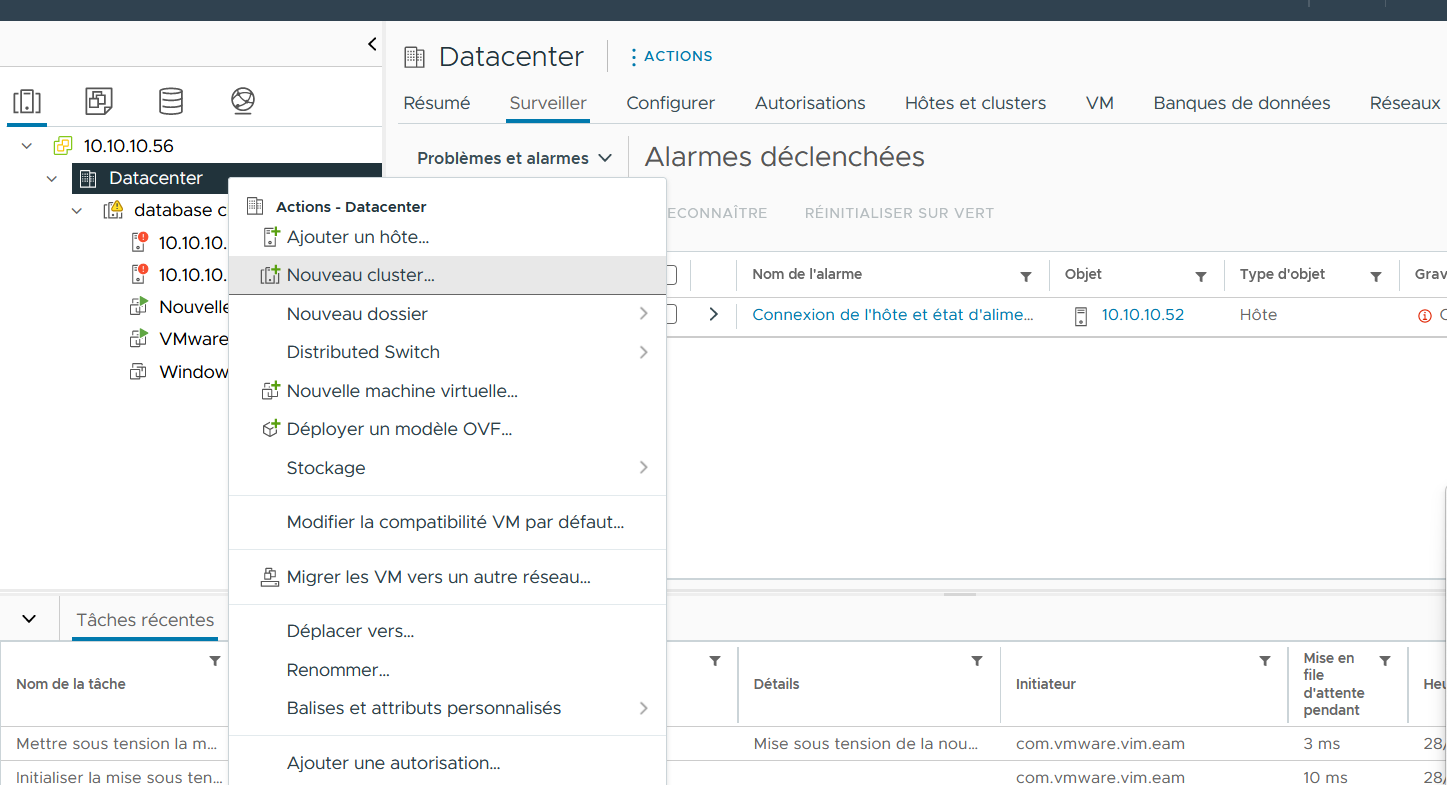 Datacenter
ACTIONS
Résumé
Surveiller
Configurer
Autorisations
Hôtes et clusters
VM
Banques de données
Réseaux
10.10.10.56
Datacenter
database c
10.10.10.
10.10.10.
Nouvelle
VMware
Window
Problèmes et alarmes
Alarmes déclenchées
ECONNAÎTRE
RÉINITIALISER SUR VERT
Nom de l'alarme
Objet
Type d'objet
Grav
Connexion de l'hôte et état d'alime...
10.10.10.52
Hôte
Actions - Datacenter
Ajouter un hôte...
Nouveau cluster...
Nouveau dossier
Distributed Switch
Nouvelle machine virtuelle...
Déployer un modèle OVF...
Stockage
Modifier la compatibilité VM par défaut...
Migrer les VM vers un autre réseau...
Déplacer vers...
Renommer...
Balises et attributs personnalisés
Ajouter une autorisation...
Tâches récentes
Nom de la tâche
Détails
Initiateur
Mise en
file
d'attente
pendant
Heu
Mettre sous tension la m...
Mise sous tension de la nou...
com.vmware.vim.eam
3 ms
28/
Initialiser la mise sous ten...
com.vmware.vim.eam
10 ms
28/